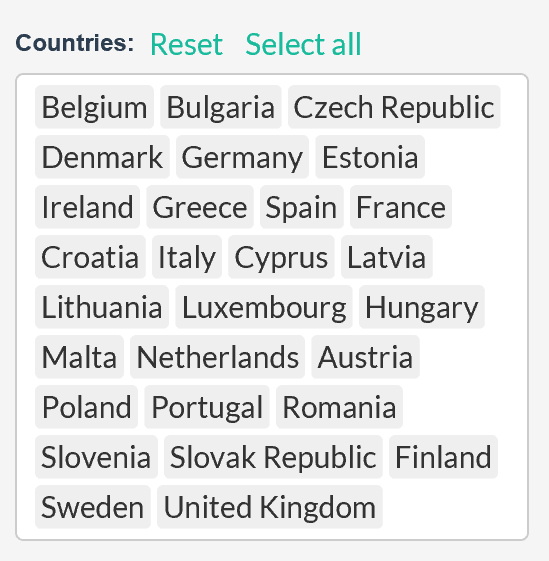 Countries: Reset Select all
Belgium Bulgaria Czech Republic
Denmark Germany Estonia
Ireland Greece Spain France
Croatia Italy Cyprus Latvia
Lithuania Luxembourg Hungary
Malta Netherlands Austria
Poland Portugal Romania
Slovenia Slovak Republic Finland
Sweden United Kingdom